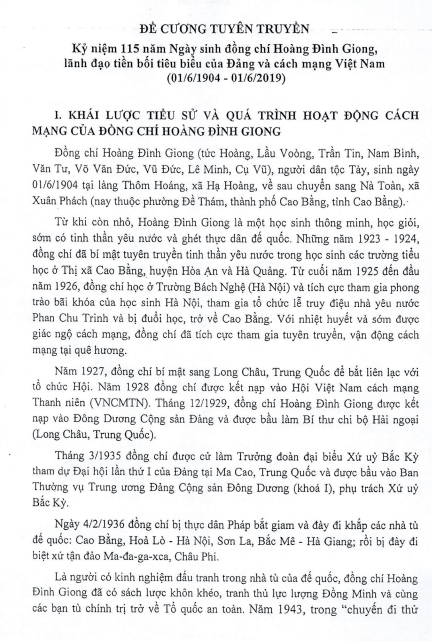 ĐỀ CƯƠNG TUYÊN TRUYỀN
Kỷ niệm 115 năm Ngày sinh đồng chí Hoàng Đình Giong,
lãnh đạo tiền bối tiêu biểu của Đảng và cách mạng Việt Nam
(01/6/1904 - 01/6/2019)
I. KHÁI LƯỢC TIỂU SỬ VÀ QUÁ TRÌNH HOẠT ĐỘNG CÁCH
MẠNG CỦA ĐỒNG CHÍ HOÀNG ĐÌNH GIONG
Đồng chí Hoàng Đình Giong (tức Hoàng, Lầu Voòng, Trần Tin, Nam Bình,
Văn Tư, Võ Văn Đức, Vũ Đức, Lê Minh, Cụ Vũ), người dân tộc Tày, sinh ngày
01/6/1904 tại làng Thôm Hoáng, xã Hạ Hoàng, về sau chuyển sang Nà Toàn, xã
Xuân Phách (nay thuộc phường Đề Thám, thành phố Cao Bằng, tỉnh Cao Bằng).
Từ khi còn nhỏ, Hoàng Đình Giong là một học sinh thông minh, học giỏi,
sớm có tinh thần yêu nước và ghét thực dân đế quốc. Những năm 1923 - 1924,
đồng chí đã bí mật tuyên truyền tinh thần yêu nước trong học sinh các trường tiểu
học ở Thị xã Cao Bằng, huyện Hòa An và Hà Quảng. Từ cuối năm 1925 đến đầu
năm 1926, đồng chí học ở Trường Bách Nghệ (Hà Nội) và tích cực tham gia phong
trào bãi khóa của học sinh Hà Nội, tham gia tổ chức lễ truy điệu nhà yêu nước
Phan Chu Trinh và bị đuổi học, trở về Cao Bằng. Với nhiệt huyết và sớm được
giác ngộ cách mạng, đồng chí đã tích cực tham gia tuyên truyền, vận động cách
mạng tại quê hương.
Năm 1927, đồng chí bí mật sang Long Châu, Trung Quốc để bắt liên lạc với
tổ chức Hội. Năm 1928 đồng chí được kết nạp vào Hội Việt Nam cách mạng
Thanh niên (VNCMTN). Tháng 12/1929, đồng chí Hoàng Đình Giong được kết
nạp vào Đông Dương Cộng sản Đảng và được bầu làm Bí thư chi bộ Hải ngoại
(Long Châu, Trung Quốc).
Tháng 3/1935 đồng chí được cử làm Trưởng đoàn đại biểu Xứ uỷ Bắc Kỳ
tham dự Đại hội lần thứ I của Đảng tại Ma Cao, Trung Quốc và được bầu vào Ban
Thường vụ Trung ương Đảng Cộng sản Đông Dương (khoá I), phụ trách Xứ uỷ
Bắc Kỳ.
Ngày 4/2/1936 đồng chí bị thực dân Pháp bắt giam và đày đi khắp các nhà tù
đế quốc: Cao Bằng, Hoả Lò - Hà Nội, Sơn La, Bắc Mê - Hà Giang; rồi bị đày đi
biệt xứ tận đảo Ma-đa-ga-xca, Châu Phi.
Là người có kinh nghiệm đấu tranh trong nhà tù của đế quốc, đồng chí Hoàng
Đình Giong đã có sách lược khôn khéo, tranh thủ lực lượng Đồng Minh và cùng
các bạn tù chính trị trở về Tổ quốc an toàn. Năm 1943, trong “chuyến đi thử